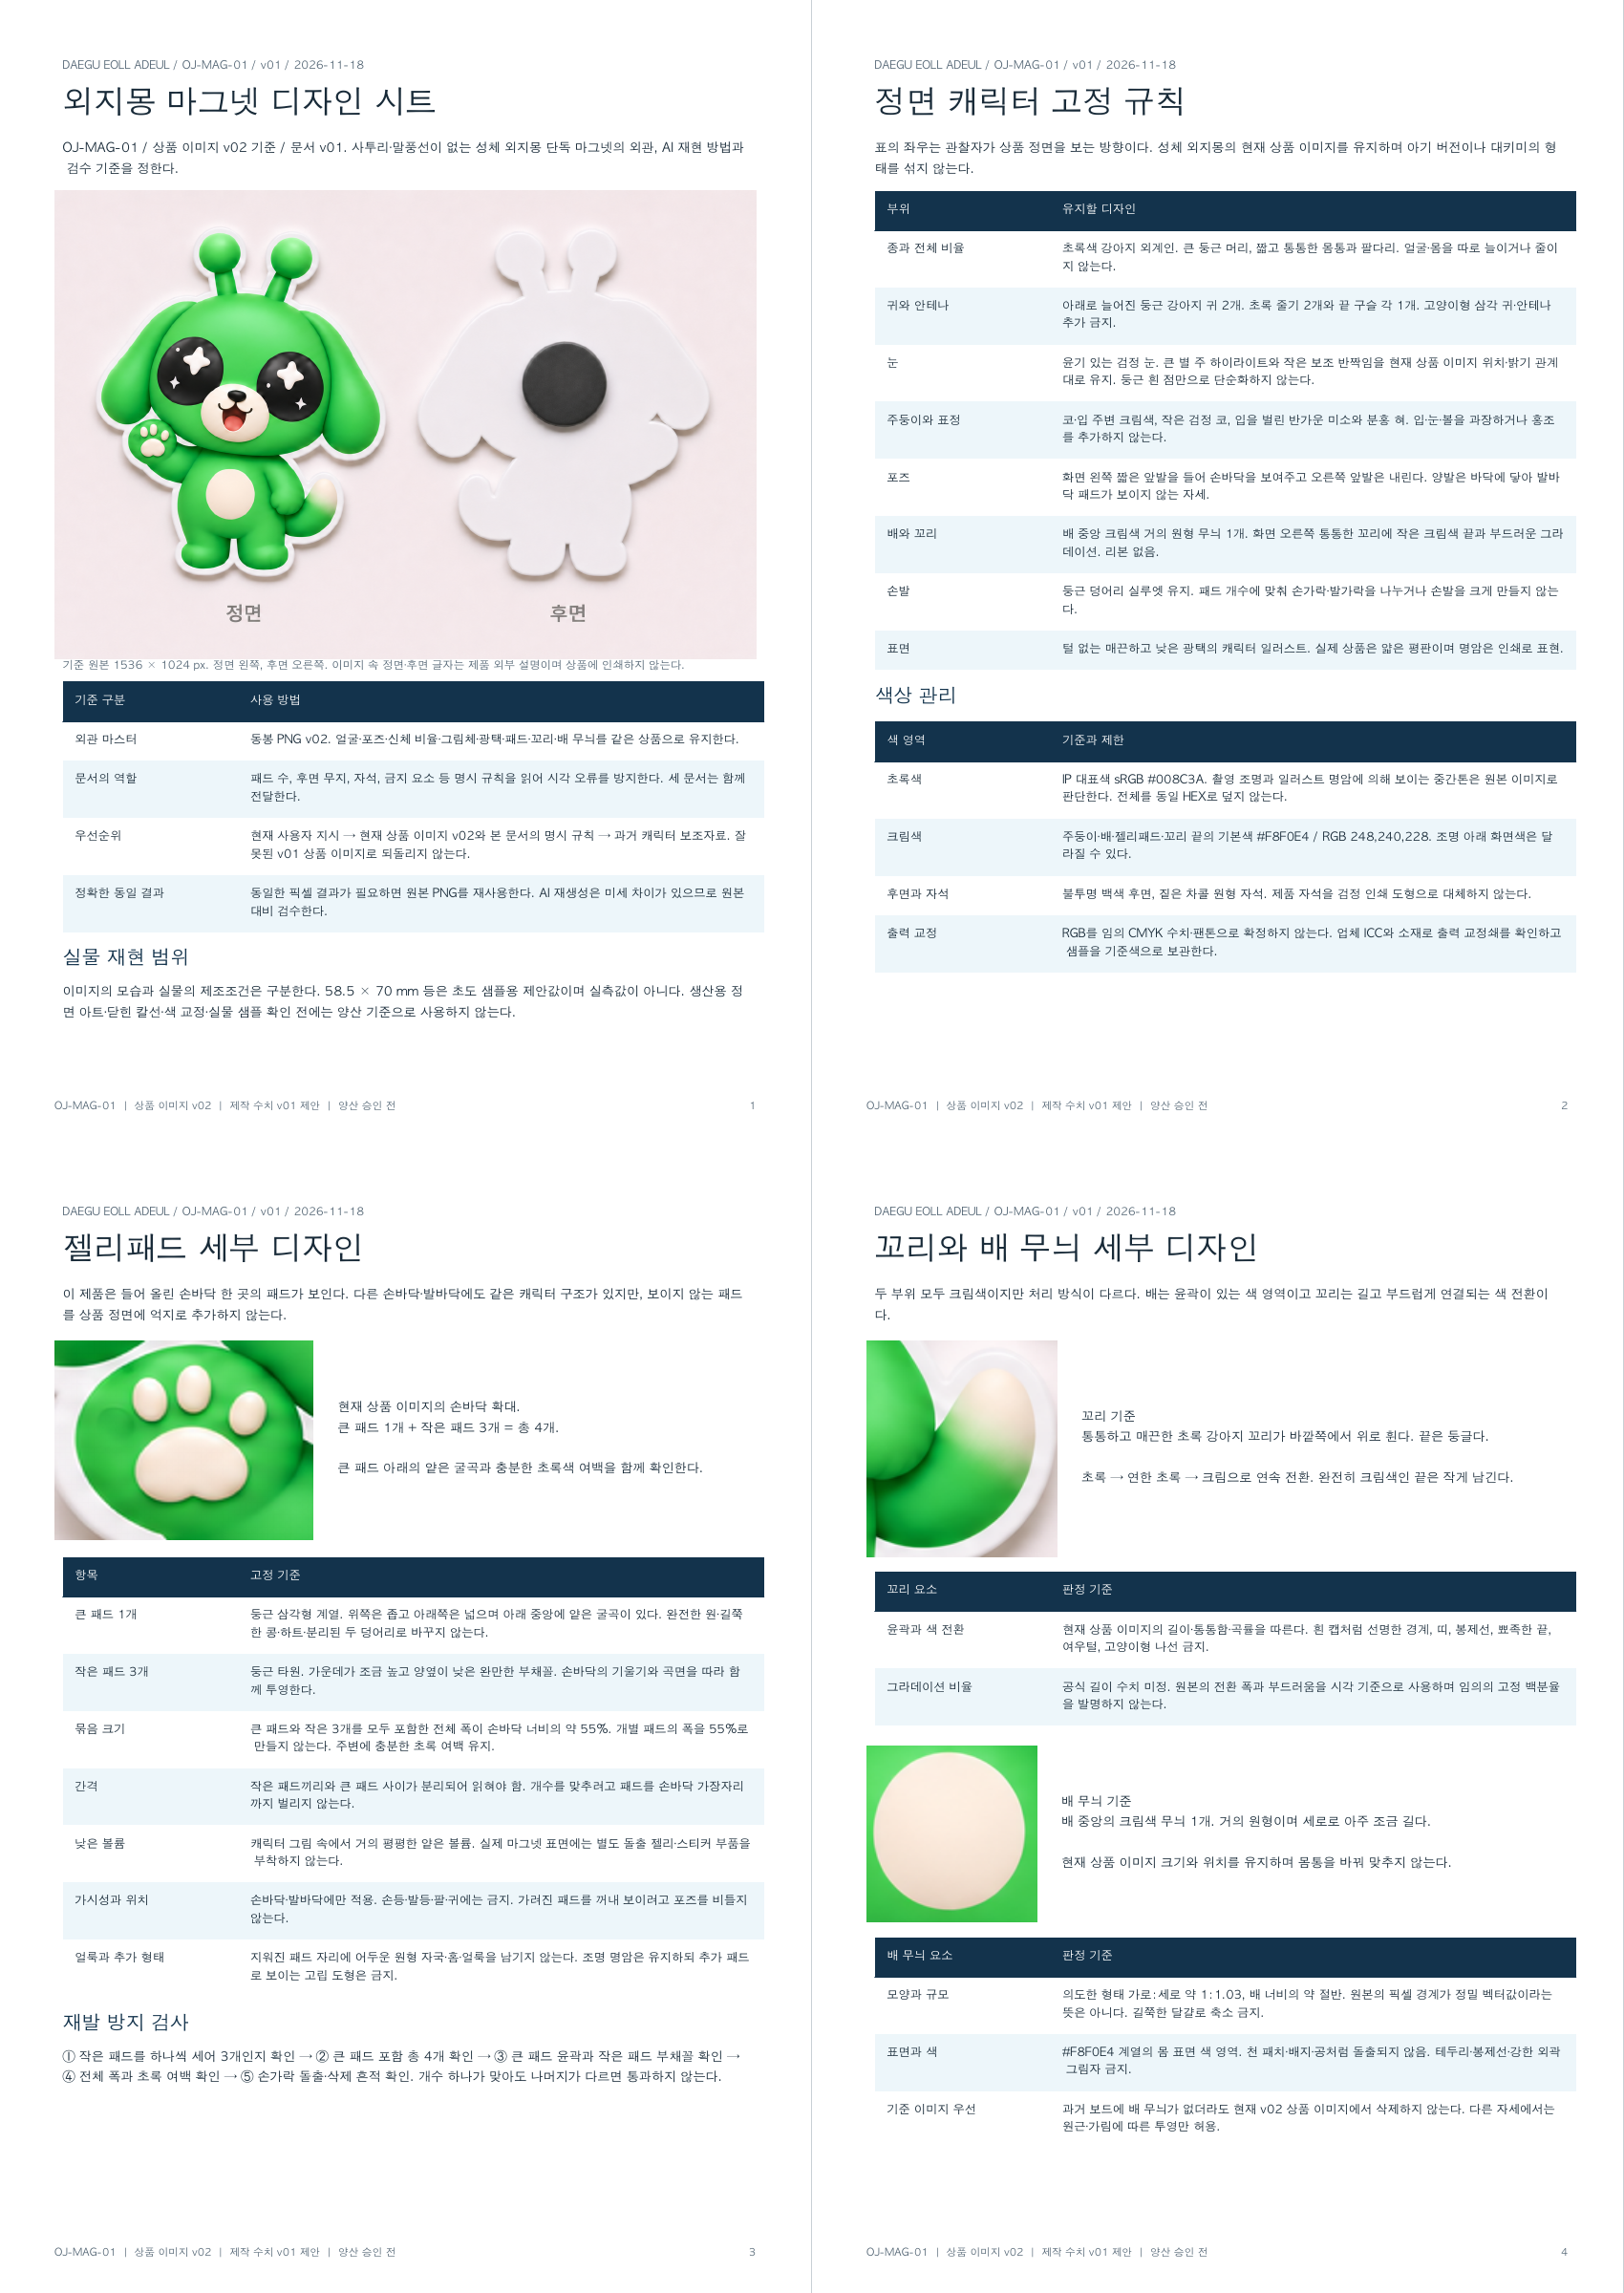 DAEGU EOLL ADEUL / OJ-MAG-01 / v01 / 2026-11-18
외지몽 마그넷 디자인 시트
OJ-MAG-01 / 상품 이미지 v02 기준 / 문서 v01. 사투리·말풍선이 없는 성체 외지몽 단독 마그넷의 외관, AI 재현 방법과
검수 기준을 정한다.
정면
후면
기준 원본 1536 × 1024 px. 정면 왼쪽, 후면 오른쪽. 이미지 속 정면·후면 글자는 제품 외부 설명이며 상품에 인쇄하지 않는다.
기준 구분 사용 방법
외관 마스터 동봉 PNG v02. 얼굴·포즈·신체 비율·그림체·광택·패드·꼬리·배 무늬를 같은 상품으로 유지한다.
문서의 역할 패드 수, 후면 무지, 자석, 금지 요소 등 명시 규칙을 읽어 시각 오류를 방지한다. 세 문서는 함께
전달한다.
우선순위 현재 사용자 지시 → 현재 상품 이미지 v02와 본 문서의 명시 규칙 → 과거 캐릭터 보조자료. 잘
못된 v01 상품 이미지로 되돌리지 않는다.
정확한 동일 결과 동일한 픽셀 결과가 필요하면 원본 PNG를 재사용한다. AI 재생성은 미세 차이가 있으므로 원본
대비 검수한다.
실물 재현 범위
이미지의 모습과 실물의 제조조건은 구분한다. 58.5 × 70 mm 등은 초도 샘플용 제안값이며 실측값이 아니다. 생산용 정
면 아트·닫힌 칼선·색 교정·실물 샘플 확인 전에는 양산 기준으로 사용하지 않는다.
OJ-MAG-01 | 상품 이미지 v02 | 제작 수치 v01 제안 | 양산 승인 전 1
DAEGU EOLL ADEUL / OJ-MAG-01 / v01 / 2026-11-18
정면 캐릭터 고정 규칙
표의 좌우는 관찰자가 상품 정면을 보는 방향이다. 성체 외지몽의 현재 상품 이미지를 유지하며 아기 버전이나 대키미의 형
태를 섞지 않는다.
부위 유지할 디자인
종과 전체 비율 초록색 강아지 외계인. 큰 둥근 머리, 짧고 통통한 몸통과 팔다리. 얼굴·몸을 따로 늘이거나 줄이
지 않는다.
귀와 안테나 아래로 늘어진 둥근 강아지 귀 2개. 초록 줄기 2개와 끝 구슬 각 1개. 고양이형 삼각 귀·안테나
추가 금지.
눈 윤기 있는 검정 눈. 큰 별 주 하이라이트와 작은 보조 반짝임을 현재 상품 이미지 위치·밝기 관계
대로 유지. 둥근 흰 점만으로 단순화하지 않는다.
주둥이와 표정 코·입 주변 크림색, 작은 검정 코, 입을 벌린 반가운 미소와 분홍 혀. 입·눈·볼을 과장하거나 홍조
를 추가하지 않는다.
포즈 화면 왼쪽 짧은 앞발을 들어 손바닥을 보여주고 오른쪽 앞발은 내린다. 양발은 바닥에 닿아 발바
닥 패드가 보이지 않는 자세.
배와 꼬리 배 중앙 크림색 거의 원형 무늬 1개. 화면 오른쪽 통통한 꼬리에 작은 크림색 끝과 부드러운 그라
데이션. 리본 없음.
손발 둥근 덩어리 실루엣 유지. 패드 개수에 맞춰 손가락·발가락을 나누거나 손발을 크게 만들지 않는
다.
표면 털 없는 매끈하고 낮은 광택의 캐릭터 일러스트. 실제 상품은 얇은 평판이며 명암은 인쇄로 표현.
색상 관리
색 영역 기준과 제한
초록색 IP 대표색 sRGB #008C3A. 촬영 조명과 일러스트 명암에 의해 보이는 중간톤은 원본 이미지로
판단한다. 전체를 동일 HEX로 덮지 않는다.
크림색 주둥이·배·젤리패드·꼬리 끝의 기본색 #F8F0E4 / RGB 248,240,228. 조명 아래 화면색은 달
라질 수 있다.
후면과 자석 불투명 백색 후면, 짙은 차콜 원형 자석. 제품 자석을 검정 인쇄 도형으로 대체하지 않는다.
출력 교정 RGB를 임의 CMYK 수치·팬톤으로 확정하지 않는다. 업체 ICC와 소재로 출력 교정쇄를 확인하고
샘플을 기준색으로 보관한다.
OJ-MAG-01 | 상품 이미지 v02 | 제작 수치 v01 제안 | 양산 승인 전 2
DAEGU EOLL ADEUL / OJ-MAG-01 / v01 / 2026-11-18
젤리패드 세부 디자인
이 제품은 들어 올린 손바닥 한 곳의 패드가 보인다. 다른 손바닥·발바닥에도 같은 캐릭터 구조가 있지만, 보이지 않는 패드
를 상품 정면에 억지로 추가하지 않는다.
현재 상품 이미지의 손바닥 확대.
큰 패드 1개 + 작은 패드 3개 = 총 4개.
큰 패드 아래의 얕은 굴곡과 충분한 초록색 여백을 함께 확인한다.
항목 고정 기준
큰 패드 1개 둥근 삼각형 계열. 위쪽은 좁고 아래쪽은 넓으며 아래 중앙에 얕은 굴곡이 있다. 완전한 원·길쭉
한 콩·하트·분리된 두 덩어리로 바꾸지 않는다.
작은 패드 3개 둥근 타원. 가운데가 조금 높고 양옆이 낮은 완만한 부채꼴. 손바닥의 기울기와 곡면을 따라 함
께 투영한다.
묶음 크기 큰 패드와 작은 3개를 모두 포함한 전체 폭이 손바닥 너비의 약 55%. 개별 패드의 폭을 55%로
만들지 않는다. 주변에 충분한 초록 여백 유지.
간격 작은 패드끼리와 큰 패드 사이가 분리되어 읽혀야 함. 개수를 맞추려고 패드를 손바닥 가장자리
까지 벌리지 않는다.
낮은 볼륨 캐릭터 그림 속에서 거의 평평한 얕은 볼륨. 실제 마그넷 표면에는 별도 돌출 젤리·스티커 부품을
부착하지 않는다.
가시성과 위치 손바닥·발바닥에만 적용. 손등·발등·팔·귀에는 금지. 가려진 패드를 꺼내 보이려고 포즈를 비틀지
않는다.
얼룩과 추가 형태 지워진 패드 자리에 어두운 원형 자국·홈·얼룩을 남기지 않는다. 조명 명암은 유지하되 추가 패드
로 보이는 고립 도형은 금지.
재발 방지 검사
① 작은 패드를 하나씩 세어 3개인지 확인 → ② 큰 패드 포함 총 4개 확인 → ③ 큰 패드 윤곽과 작은 패드 부채꼴 확인 →
④ 전체 폭과 초록 여백 확인 → ⑤ 손가락 돌출·삭제 흔적 확인. 개수 하나가 맞아도 나머지가 다르면 통과하지 않는다.
OJ-MAG-01 | 상품 이미지 v02 | 제작 수치 v01 제안 | 양산 승인 전 3
DAEGU EOLL ADEUL / OJ-MAG-01 / v01 / 2026-11-18
꼬리와 배 무늬 세부 디자인
두 부위 모두 크림색이지만 처리 방식이 다르다. 배는 윤곽이 있는 색 영역이고 꼬리는 길고 부드럽게 연결되는 색 전환이
다.
꼬리 기준
통통하고 매끈한 초록 강아지 꼬리가 바깥쪽에서 위로 휜다. 끝은 둥글다.
초록 → 연한 초록 → 크림으로 연속 전환. 완전히 크림색인 끝은 작게 남긴다.
꼬리 요소 판정 기준
윤곽과 색 전환 현재 상품 이미지의 길이·통통함·곡률을 따른다. 흰 캡처럼 선명한 경계, 띠, 봉제선, 뾰족한 끝,
여우털, 고양이형 나선 금지.
그라데이션 비율 공식 길이 수치 미정. 원본의 전환 폭과 부드러움을 시각 기준으로 사용하며 임의의 고정 백분율
을 발명하지 않는다.
배 무늬 기준
배 중앙의 크림색 무늬 1개. 거의 원형이며 세로로 아주 조금 길다.
현재 상품 이미지 크기와 위치를 유지하며 몸통을 바꿔 맞추지 않는다.
배 무늬 요소 판정 기준
모양과 규모 의도한 형태 가로:세로 약 1:1.03, 배 너비의 약 절반. 원본의 픽셀 경계가 정밀 벡터값이라는
뜻은 아니다. 길쭉한 달걀로 축소 금지.
표면과 색 #F8F0E4 계열의 몸 표면 색 영역. 천 패치·배지·공처럼 돌출되지 않음. 테두리·봉제선·강한 외곽
그림자 금지.
기준 이미지 우선 과거 보드에 배 무늬가 없더라도 현재 v02 상품 이미지에서 삭제하지 않는다. 다른 자세에서는
원근·가림에 따른 투영만 허용.
OJ-MAG-01 | 상품 이미지 v02 | 제작 수치 v01 제안 | 양산 승인 전 4